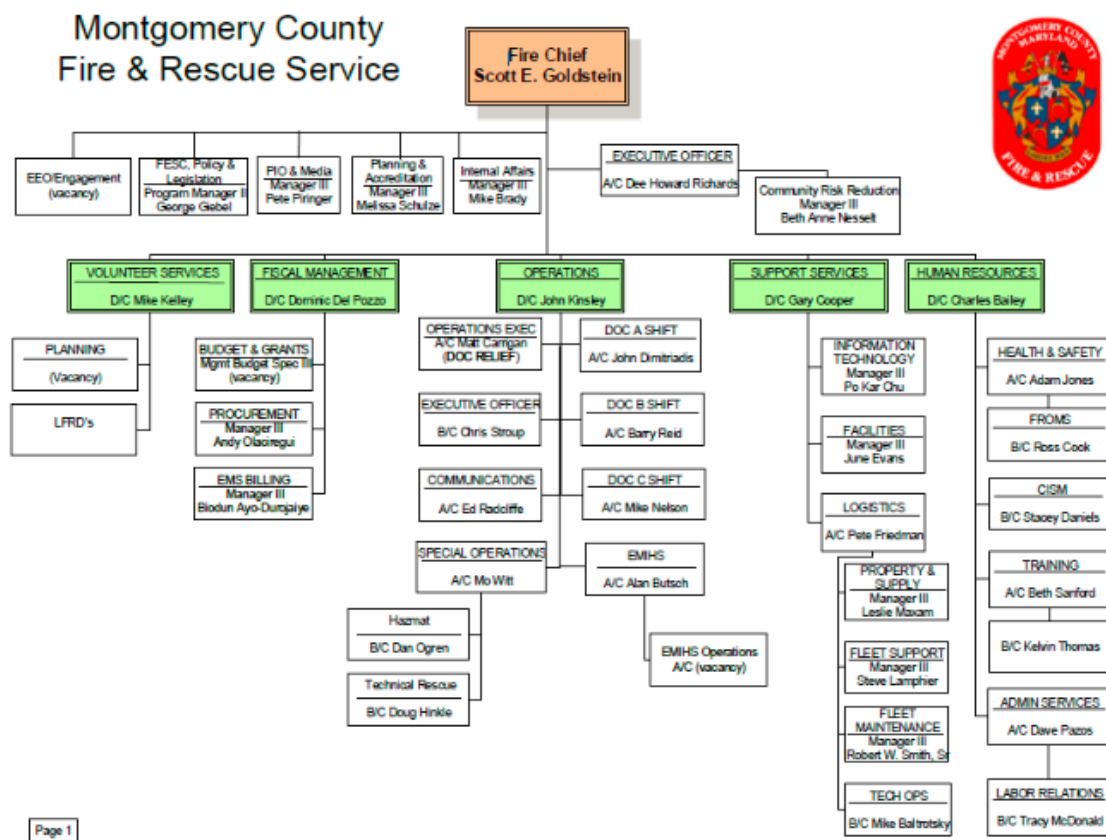 Montgomery County
Fire & Rescue Service
Fire Chief
Scott E. Goldstein
MONTGOMERY COUNTY
MARYLAND
FIRE & RESCUE
EEO/Engagement
(vacancy)
FESC, Policy &
Legislation
Program Manager II
George Giebel
PIO & Media
Manager III
Pete Piringer
Planning &
Accreditation
Manager III
Melissa Schulze
Internal Affairs
Manager III
Mike Brady
EXECUTIVE OFFICER
A/C Dee Howard Richards
Community Risk Reduction
Manager III
Beth Anne Nesselt
VOLUNTEER SERVICES
D/C Mike Kelley
FISCAL MANAGEMENT
D/C Dominic Del Pozzo
OPERATIONS
D/C John Kinsley
SUPPORT SERVICES
D/C Gary Cooper
HUMAN RESOURCES
D/C Charles Bailey
PLANNING
(Vacancy)
LFRD's
BUDGET & GRANTS
Mgmt Budget Spec III
(vacancy)
PROCUREMENT
Manager III
Andy Olaciregui
EMS BILLING
Manager III
Biodun Ayo-Durojaiye
OPERATIONS EXEC
A/C Matt Carrigan
(DOC RELIEF)
EXECUTIVE OFFICER
B/C Chris Stroup
COMMUNICATIONS
A/C Ed Radcliffe
SPECIAL OPERATIONS
A/C Mo Witt
Hazmat
B/C Dan Ogren
Technical Rescue
B/C Doug Hinkle
DOC A SHIFT
A/C John Dimitriadis
DOC B SHIFT
A/C Barry Reid
DOC C SHIFT
A/C Mike Nelson
EMIHS
A/C Alan Butsch
EMIHS Operations
A/C (vacancy)
INFORMATION
TECHNOLOGY
Manager III
Po Kar Chu
FACILITIES
Manager III
June Evans
LOGISTICS
A/C Pete Friedman
PROPERTY &
SUPPLY
Manager III
Leslie Maxam
FLEET SUPPORT
Manager III
Steve Lamphier
FLEET
MAINTENANCE
Manager III
Robert W. Smith, Sr
TECH OPS
B/C Mike Baltrotsky
HEALTH & SAFETY
A/C Adam Jones
FROMS
B/C Ross Cook
CISM
B/C Stacey Daniels
TRAINING
A/C Beth Sanford
B/C Kelvin Thomas
ADMIN SERVICES
A/C Dave Pazos
LABOR RELATIONS
B/C Tracy McDonald
Page 1